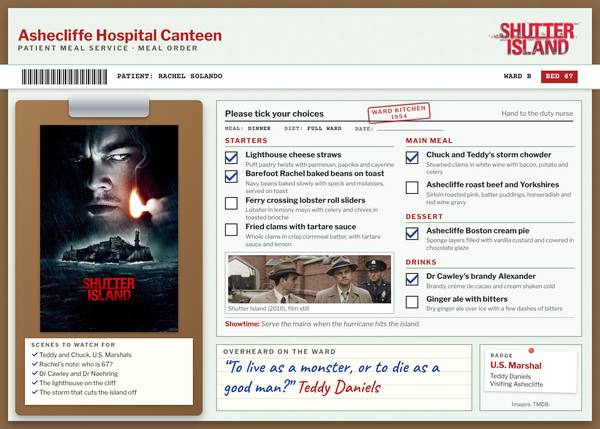 Ashecliffe Hospital Canteen
PATIENT MEAL SERVICE · MEAL ORDER
SHUTTER
ISLAND
PATIENT: RACHEL SOLANDO
WARD B
BED 67
SHUTTER
ISLAND
SCENES TO WATCH FOR
Teddy and Chuck, U.S. Marshals
Rachel's note: who is 67?
Dr Cawley and Dr Naehring
The lighthouse on the cliff
The storm that cuts the island off
Please tick your choices
WARD KITCHEN
1954
Hand to the duty nurse
MEAL: DINNER DIET: FULL WARD DATE:
STARTERS
Lighthouse cheese straws
Puff pastry twists with parmesan, paprika and cayenne
Barefoot Rachel baked beans on toast
Navy beans baked slowly with speck and molasses,
served on toast
Ferry crossing lobster roll sliders
Lobster in lemony mayo with celery and chives in
toasted brioche
Fried clams with tartare sauce
Whole clams in crisp cornmeal batter, with tartare
sauce and lemon
Shutter Island (2010), film still
MAIN MEAL
Chuck and Teddy's storm chowder
Steamed clams in white wine with bacon, potato and
celery
Ashecliffe roast beef and Yorkshires
Sirloin roasted pink, batter puddings, horseradish and
red wine gravy
DESSERT
Ashecliffe Boston cream pie
Sponge layers filled with vanilla custard and covered in
chocolate glaze
DRINKS
Dr Cawley's brandy Alexander
Brandy, crème de cacao and cream shaken cold
Ginger ale with bitters
Dry ginger ale over ice with a few dashes of bitters
Showtime: Serve the mains when the hurricane hits the island.
OVERHEARD ON THE WARD
"To live as a monster, or to die as a
good man?" Teddy Daniels
BADGE
U.S. Marshal
Teddy Daniels
Visiting Ashecliffe
Images: TMDB.